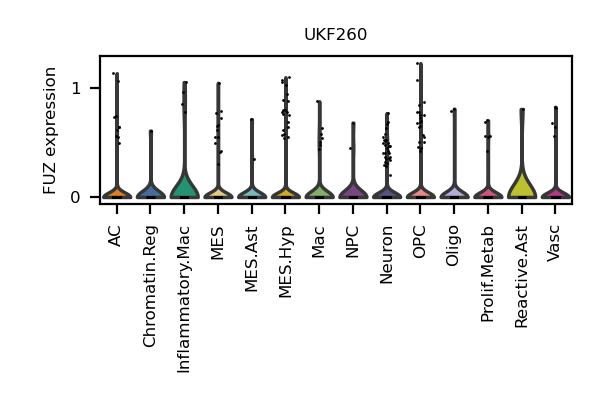 UKF260
FUZ expression
1
0
AC
Chromatin.Reg
Inflammatory.Mac
MES
MES.Ast
MES.Hyp
Mac
NPC
Neuron
OPC
Oligo
Prolif.Metab
Reactive.Ast
Vasc